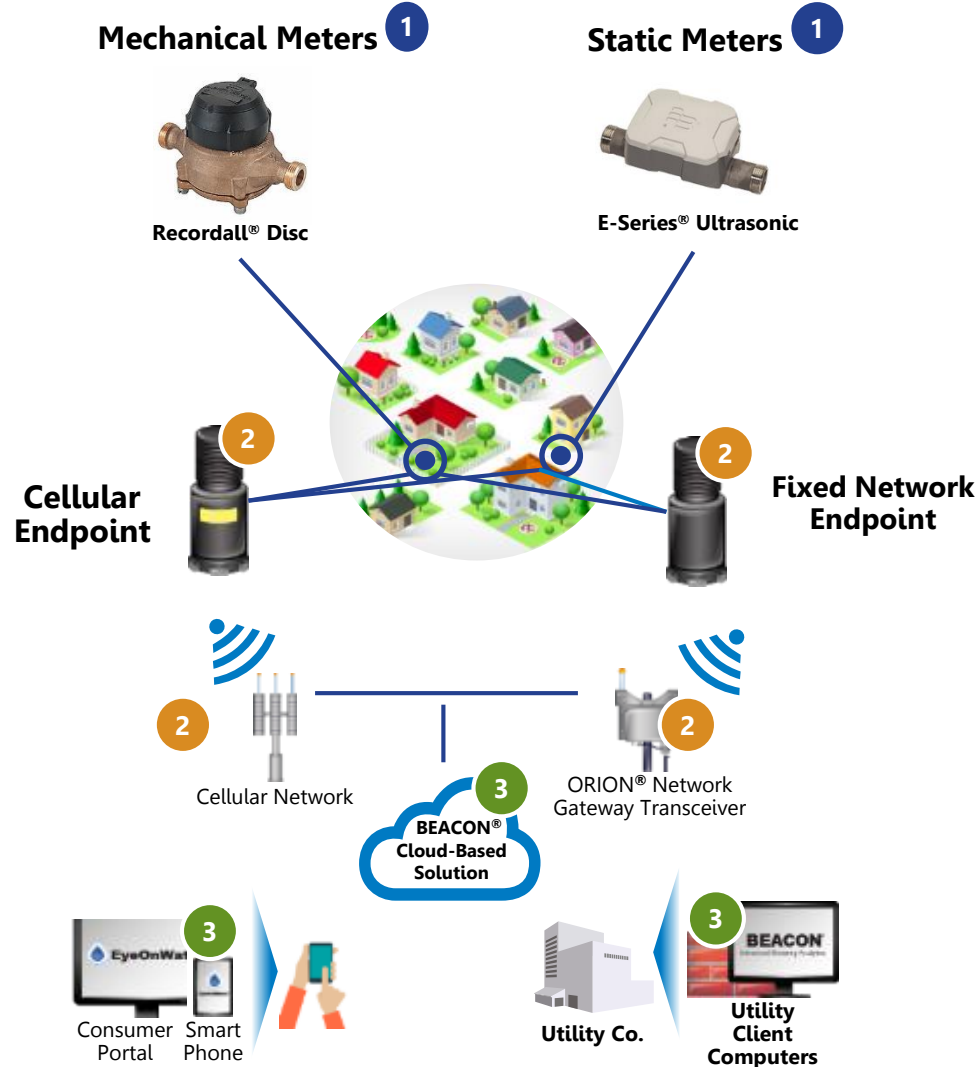 Mechanical Meters 1
Static Meters 1
Recordall® Disc
E-Series® Ultrasonic
2
2
Cellular
Endpoint
Fixed Network
Endpoint
2
2
Cellular Network
ORION® Network
Gateway Transceiver
3
BEACON®
Cloud-Based
Solution
3
EyeOnWat
Consumer
Portal
Smart
Phone
Utility Co.
3
BEACON
Utility
Client
Computers